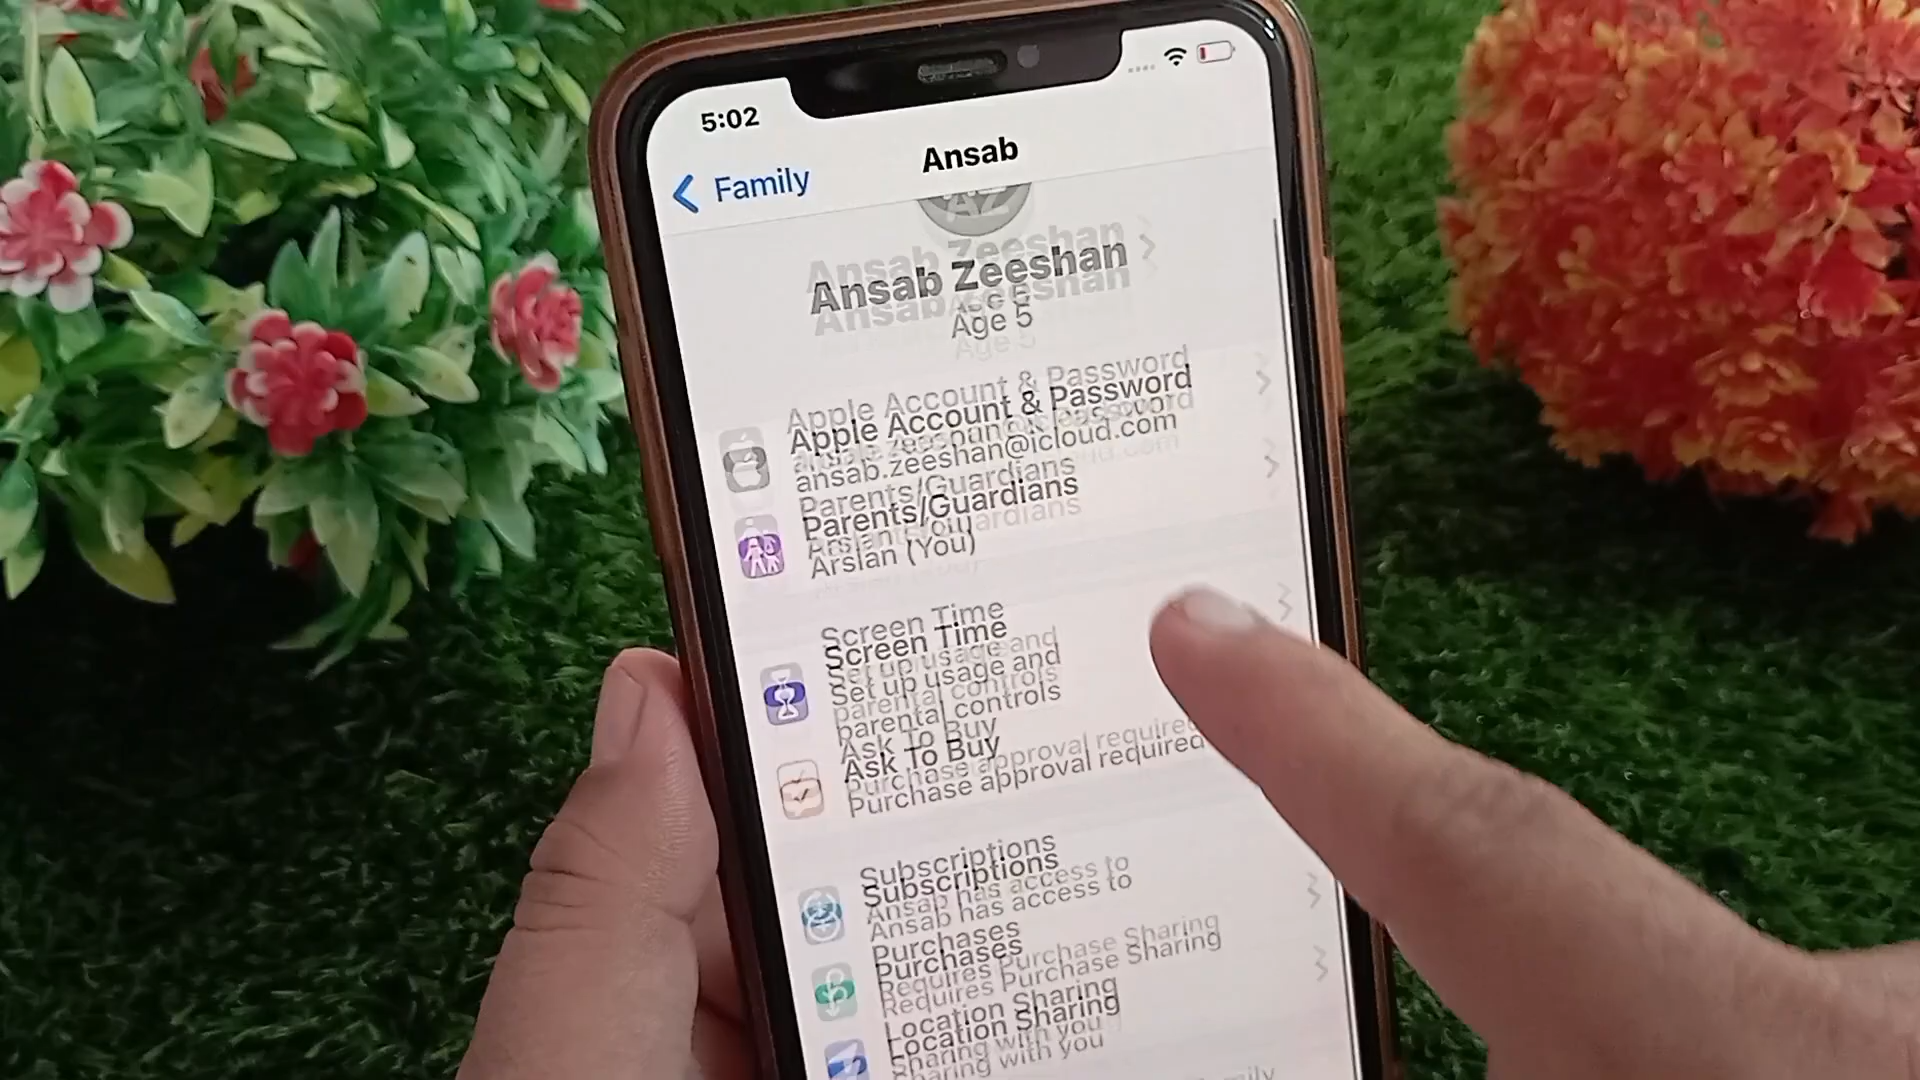 5:02
Family
Ansab
AZ
Ansab Zeeshan
Age 5
Apple Account & Password
ansab.zeeshan@icloud.com
Parents/Guardians
Arslan (You)
Screen Time
Set up usage and
parental controls
Ask To Buy
Purchase approval required
Subscriptions
Ansab has access to
Purchases
Requires Purchase Sharing
Location Sharing
Sharing with you